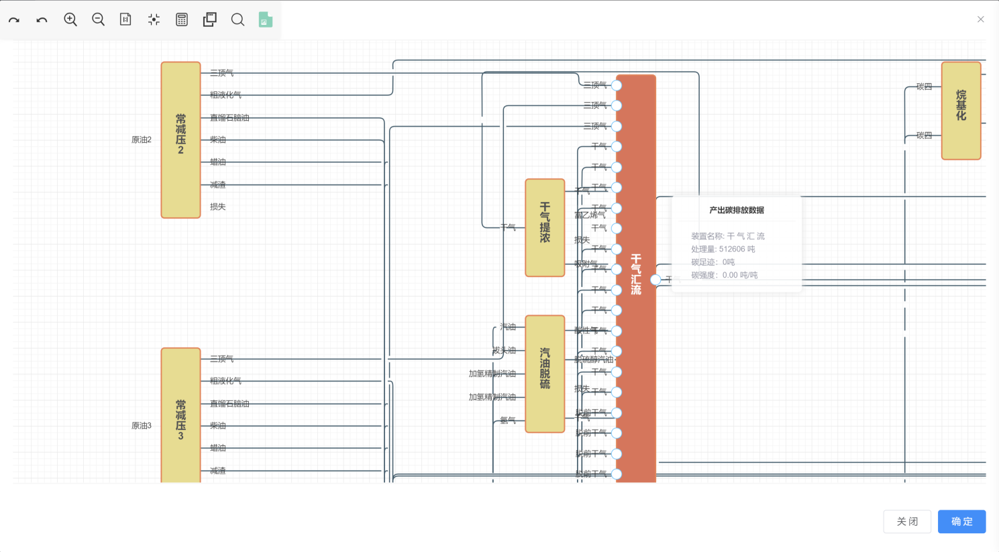 常减压2
原油2
三顶气
粗液化气
直馏石脑油
柴油
蜡油
减渣
损失
常减压3
原油3
三顶气
粗液化气
直馏石脑油
柴油
蜡油
减渣
干气提浓
干气
干气
富乙烯气
损失
吸附气
汽油脱硫
汽油
拔头油
加氢精制汽油
加氢精制汽油
氢气
酸性气
脱硫醇汽油
损失
干气
干气汇流
三顶气
三顶气
三顶气
干气
干气
干气
干气
干气
干气
干气
干气
干气
干气
干气
干气
干气
脱前干气
脱前干气
脱前干气
脱前干气
干气
产出碳排放数据
装置名称: 干 气 汇 流
处理量: 512606 吨
碳足迹：0吨
碳强度：0.00 吨/吨
烷基化
碳四
碳四
关 闭
确 定